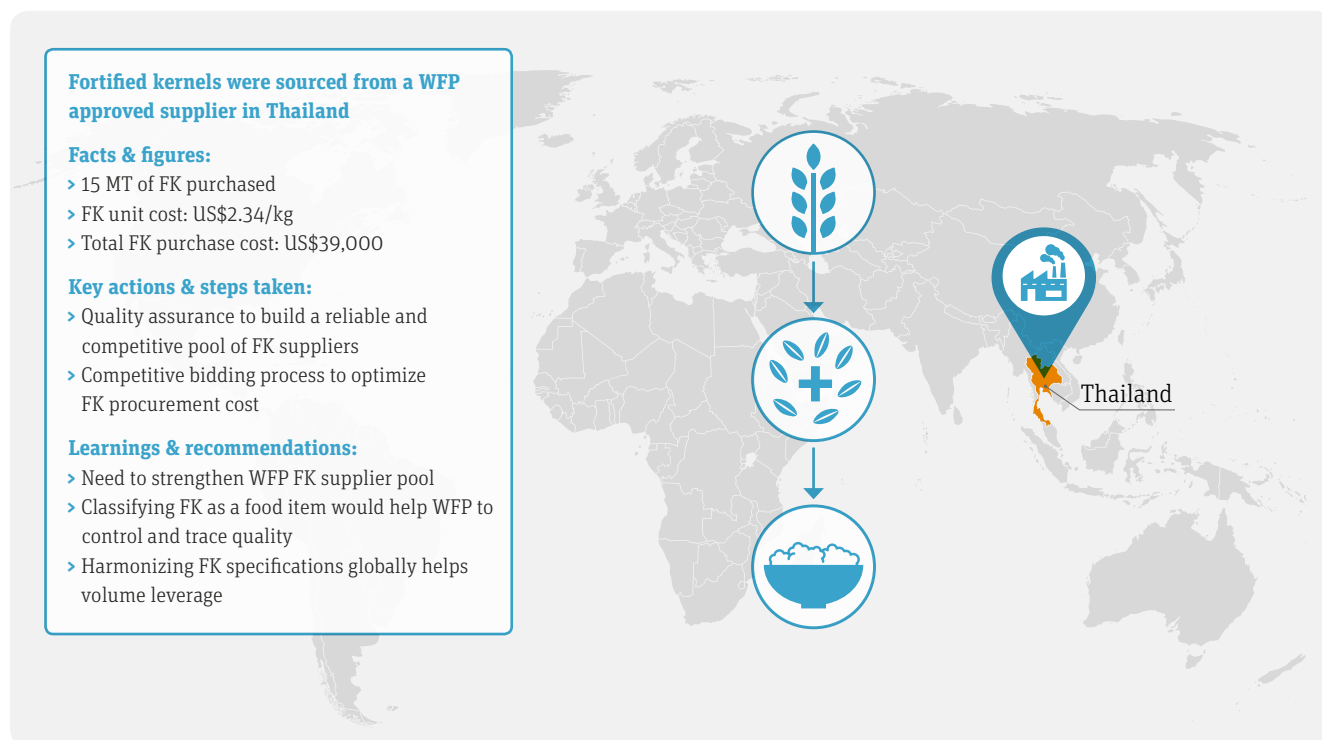 Fortified kernels were sourced from a WFP
approved supplier in Thailand
Facts & figures:
> 15 MT of FK purchased
> FK unit cost: US$2.34/kg
> Total FK purchase cost: US$39,000
Key actions & steps taken:
> Quality assurance to build a reliable and
competitive pool of FK suppliers
> Competitive bidding process to optimize
FK procurement cost
Learnings & recommendations:
> Need to strengthen WFP FK supplier pool
> Classifying FK as a food item would help WFP to
control and trace quality
> Harmonizing FK specifications globally helps
volume leverage
Thailand